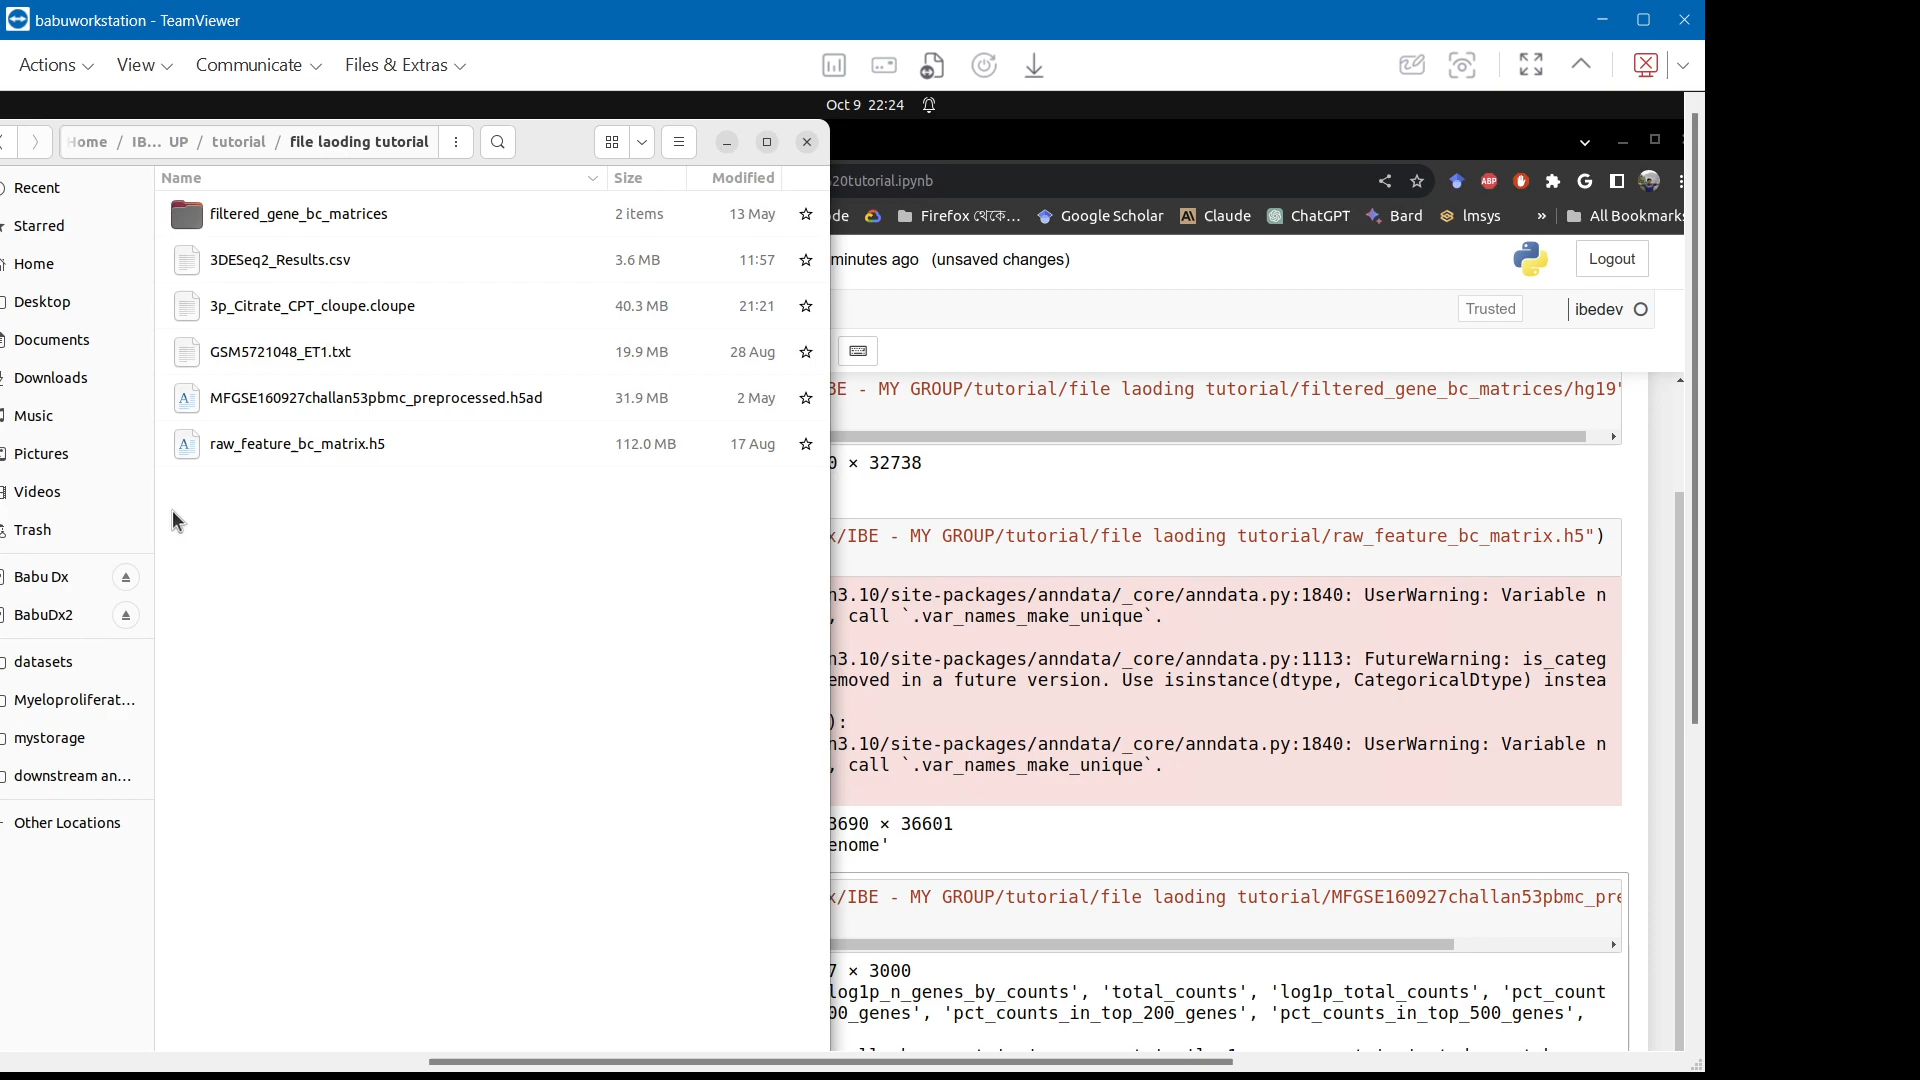 babuworkstation - TeamViewer
Actions View Communicate Files & Extras
Oct 9 22:24
Home / IB... UP / tutorial / file laoding tutorial
Name Size Modified
Recent
Starred
Home
Desktop
Documents
Downloads
Music
Pictures
Videos
Trash
Babu Dx
BabuDx2
datasets
Myeloproliferat...
mystorage
downstream an...
Other Locations
filtered_gene_bc_matrices 2 items 13 May
3DESeq2_Results.csv 3.6 MB 11:57
3p_Citrate_CPT_cloupe.cloupe 40.3 MB 21:21
GSM5721048_ET1.txt 19.9 MB 28 Aug
MFGSE160927challan53pbmc_preprocessed.h5ad 31.9 MB 2 May
raw_feature_bc_matrix.h5 112.0 MB 17 Aug
20tutorial.ipynb
ABP
de Firefox থেকে... Google Scholar Claude ChatGPT Bard lmsys » All Bookmarks
minutes ago (unsaved changes)
Logout
Trusted ibedev
BE - MY GROUP/tutorial/file laoding tutorial/filtered_gene_bc_matrices/hg19'
0 × 32738
x/IBE - MY GROUP/tutorial/file laoding tutorial/raw_feature_bc_matrix.h5")
n3.10/site-packages/anndata/_core/anndata.py:1840: UserWarning: Variable n
, call `.var_names_make_unique`.
n3.10/site-packages/anndata/_core/anndata.py:1113: FutureWarning: is_categ
emoved in a future version. Use isinstance(dtype, CategoricalDtype) instea
):
n3.10/site-packages/anndata/_core/anndata.py:1840: UserWarning: Variable n
, call `.var_names_make_unique`.
3690 × 36601
enome'
x/IBE - MY GROUP/tutorial/file laoding tutorial/MFGSE160927challan53pbmc_pre
7 × 3000
log1p_n_genes_by_counts', 'total_counts', 'log1p_total_counts', 'pct_count
00_genes', 'pct_counts_in_top_200_genes', 'pct_counts_in_top_500_genes',